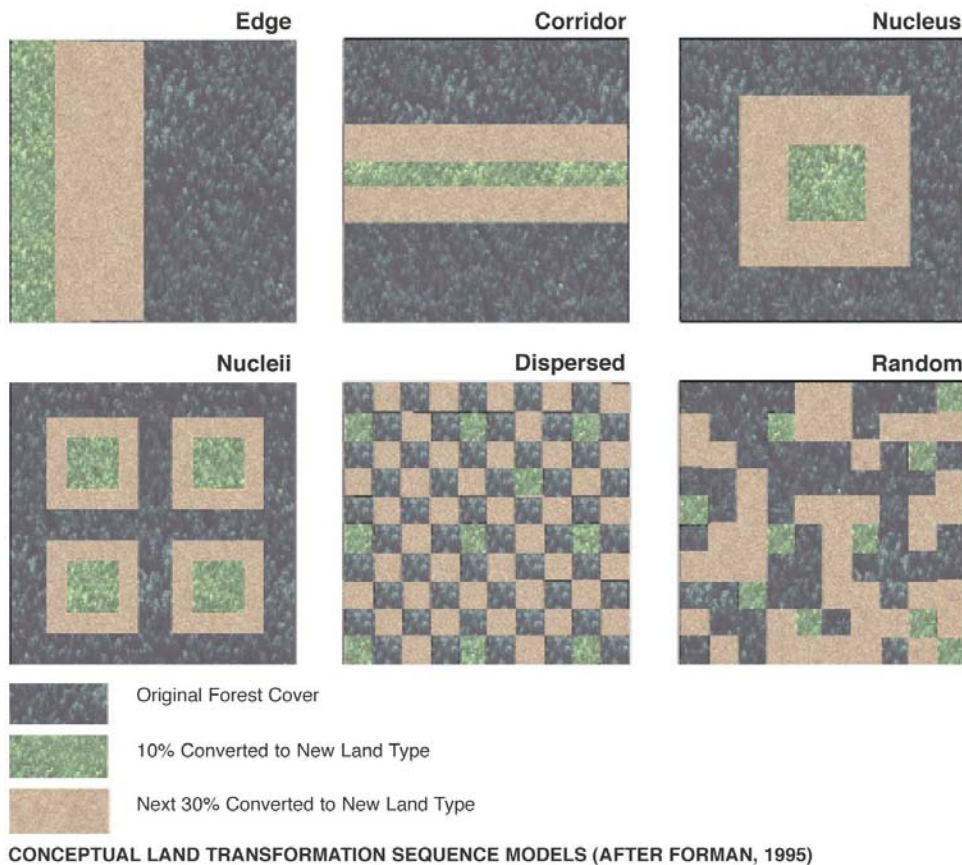 Edge
Corridor
Nucleus
Nucleii
Dispersed
Random
Original Forest Cover
10% Converted to New Land Type
Next 30% Converted to New Land Type
CONCEPTUAL LAND TRANSFORMATION SEQUENCE MODELS (AFTER FORMAN, 1995)